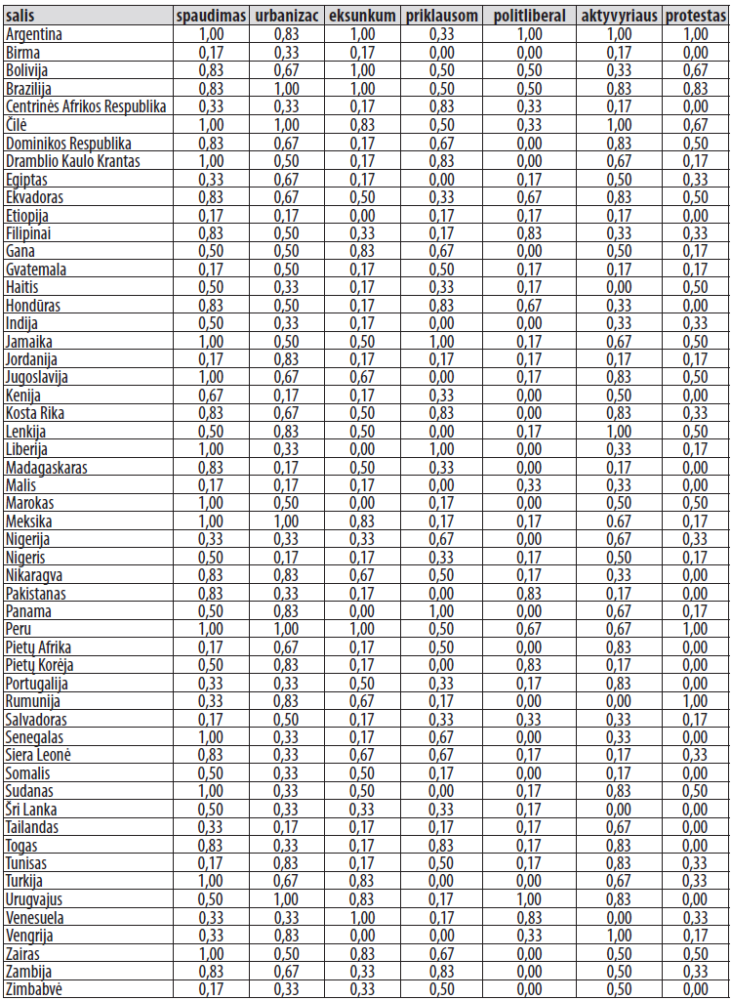 salis spaudimas urbanizac eksunkum priklausom politliberal aktyvyriaus protestas
Argentina 1,00 0,83 1,00 0,33 1,00 1,00 1,00
Birma 0,17 0,33 0,17 0,00 0,00 0,17 0,00
Bolivija 0,83 0,67 1,00 0,50 0,50 0,33 0,67
Brazilija 0,83 1,00 1,00 0,50 0,50 0,83 0,83
Centrinės Afrikos Respublika 0,33 0,33 0,17 0,83 0,33 0,17 0,00
Čilė 1,00 1,00 0,83 0,50 0,33 1,00 0,67
Dominikos Respublika 0,83 0,67 0,17 0,67 0,00 0,83 0,50
Dramblio Kaulo Krantas 1,00 0,50 0,17 0,83 0,00 0,67 0,17
Egiptas 0,33 0,67 0,17 0,00 0,17 0,50 0,33
Ekvadoras 0,83 0,67 0,50 0,33 0,67 0,83 0,50
Etiopija 0,17 0,17 0,00 0,17 0,17 0,17 0,00
Filipinai 0,83 0,50 0,33 0,17 0,83 0,33 0,33
Gana 0,50 0,50 0,83 0,67 0,00 0,50 0,17
Gvatemala 0,17 0,50 0,17 0,50 0,17 0,17 0,17
Haitis 0,50 0,33 0,17 0,33 0,17 0,00 0,50
Hondūras 0,83 0,50 0,17 0,83 0,67 0,33 0,00
Indija 0,50 0,33 0,17 0,00 0,00 0,33 0,33
Jamaika 1,00 0,50 0,50 1,00 0,17 0,67 0,50
Jordanija 0,17 0,83 0,17 0,17 0,17 0,17 0,17
Jugoslavija 1,00 0,67 0,67 0,00 0,17 0,83 0,50
Kenija 0,67 0,17 0,17 0,33 0,00 0,50 0,00
Kosta Rika 0,83 0,67 0,50 0,83 0,00 0,83 0,33
Lenkija 0,50 0,83 0,50 0,00 0,17 1,00 0,50
Liberija 1,00 0,33 0,00 1,00 0,00 0,33 0,17
Madagaskaras 0,83 0,17 0,50 0,33 0,00 0,17 0,00
Malis 0,17 0,17 0,17 0,00 0,33 0,33 0,00
Marokas 1,00 0,50 0,00 0,17 0,00 0,50 0,50
Meksika 1,00 1,00 0,83 0,17 0,17 0,67 0,17
Nigerija 0,33 0,33 0,33 0,67 0,00 0,67 0,33
Nigeris 0,50 0,17 0,17 0,33 0,17 0,50 0,17
Nikaragva 0,83 0,83 0,67 0,50 0,17 0,33 0,00
Pakistanas 0,83 0,33 0,17 0,00 0,83 0,17 0,00
Panama 0,50 0,83 0,00 1,00 0,00 0,67 0,17
Peru 1,00 1,00 1,00 0,50 0,67 0,67 1,00
Pietų Afrika 0,17 0,67 0,17 0,50 0,00 0,83 0,00
Pietų Korėja 0,50 0,83 0,17 0,00 0,83 0,17 0,00
Portugalija 0,33 0,33 0,50 0,33 0,17 0,83 0,00
Rumunija 0,33 0,83 0,67 0,17 0,00 0,00 1,00
Salvadoras 0,17 0,50 0,17 0,33 0,33 0,33 0,17
Senegalas 1,00 0,33 0,17 0,67 0,00 0,33 0,00
Siera Leonė 0,83 0,33 0,67 0,67 0,17 0,17 0,33
Somalis 0,50 0,33 0,50 0,17 0,00 0,17 0,00
Sudanas 1,00 0,33 0,50 0,00 0,17 0,83 0,50
Šri Lanka 0,50 0,33 0,33 0,33 0,17 0,00 0,00
Tailandas 0,33 0,17 0,17 0,17 0,17 0,67 0,00
Togas 0,83 0,33 0,17 0,83 0,17 0,83 0,00
Tunisas 0,17 0,83 0,17 0,50 0,17 0,83 0,33
Turkija 1,00 0,67 0,83 0,00 0,00 0,67 0,33
Urugvajus 0,50 1,00 0,83 0,17 1,00 0,83 0,00
Venesuela 0,33 0,33 1,00 0,17 0,83 0,00 0,33
Vengrija 0,33 0,83 0,00 0,00 0,33 1,00 0,17
Zairas 1,00 0,50 0,83 0,67 0,00 0,50 0,50
Zambija 0,83 0,67 0,33 0,83 0,00 0,50 0,33
Zimbabvė 0,17 0,33 0,33 0,50 0,00 0,50 0,00